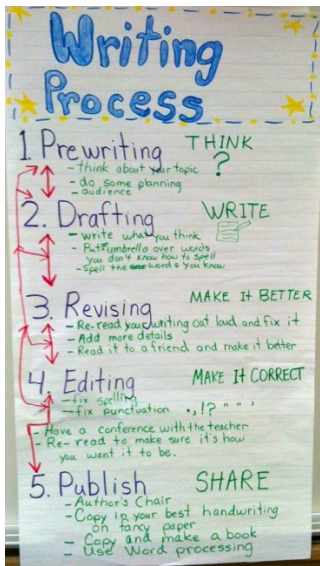 Writing
Process
1. Prewriting THINK
- think about your topic ?
- do some planning
- audience
2. Drafting WRITE
- write what you think
- Put umbrella over words
you don't know how to spell
- Spell the words you know
3. Revising MAKE It BETTER
- Re-read your writing out loud and fix it
- Add more details
- Read it to a friend and make it better
4. Editing MAKE It CORRECT
- fix spelling
- fix punctuation . , ! ? " " '
- Have a conference with the teacher
- Re-read to make sure it's how
you want it to be.
5. Publish SHARE
- Author's Chair
- Copy in your best handwriting
on fancy paper
- Copy and make a book
- Use Word processing